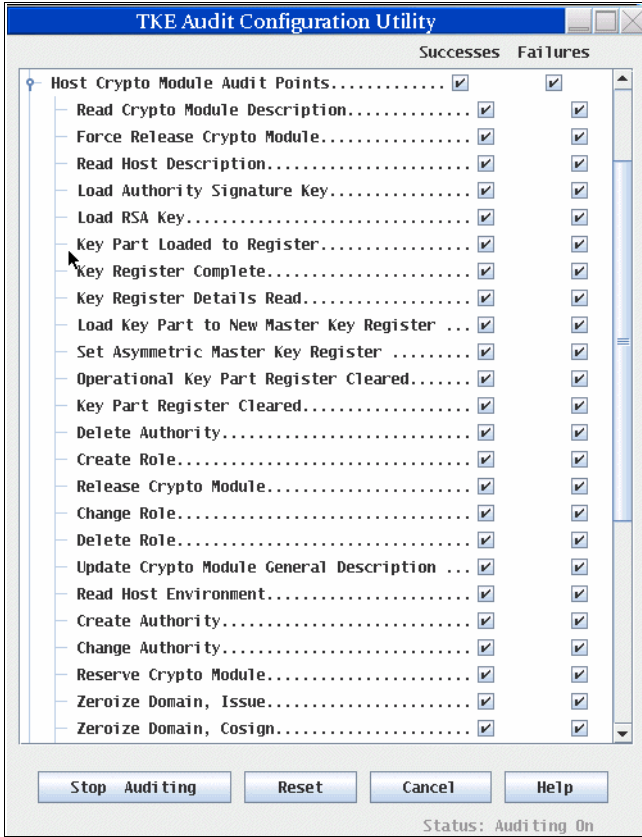 TKE Audit Configuration Utility
Successes Failures
Host Crypto Module Audit Points.............
Read Crypto Module Description..............
Force Release Crypto Module.................
Read Host Description.......................
Load Authority Signature Key................
Load RSA Key................................
Key Part Loaded to Register.................
Key Register Complete.......................
Key Register Details Read...................
Load Key Part to New Master Key Register ...
Set Asymmetric Master Key Register .........
Operational Key Part Register Cleared.......
Key Part Register Cleared...................
Delete Authority............................
Create Role.................................
Release Crypto Module.......................
Change Role.................................
Delete Role.................................
Update Crypto Module General Description ...
Read Host Environment.......................
Create Authority............................
Change Authority............................
Reserve Crypto Module.......................
Zeroize Domain, Issue.......................
Zeroize Domain, Cosign......................
Stop Auditing Reset Cancel Help
Status: Auditing On